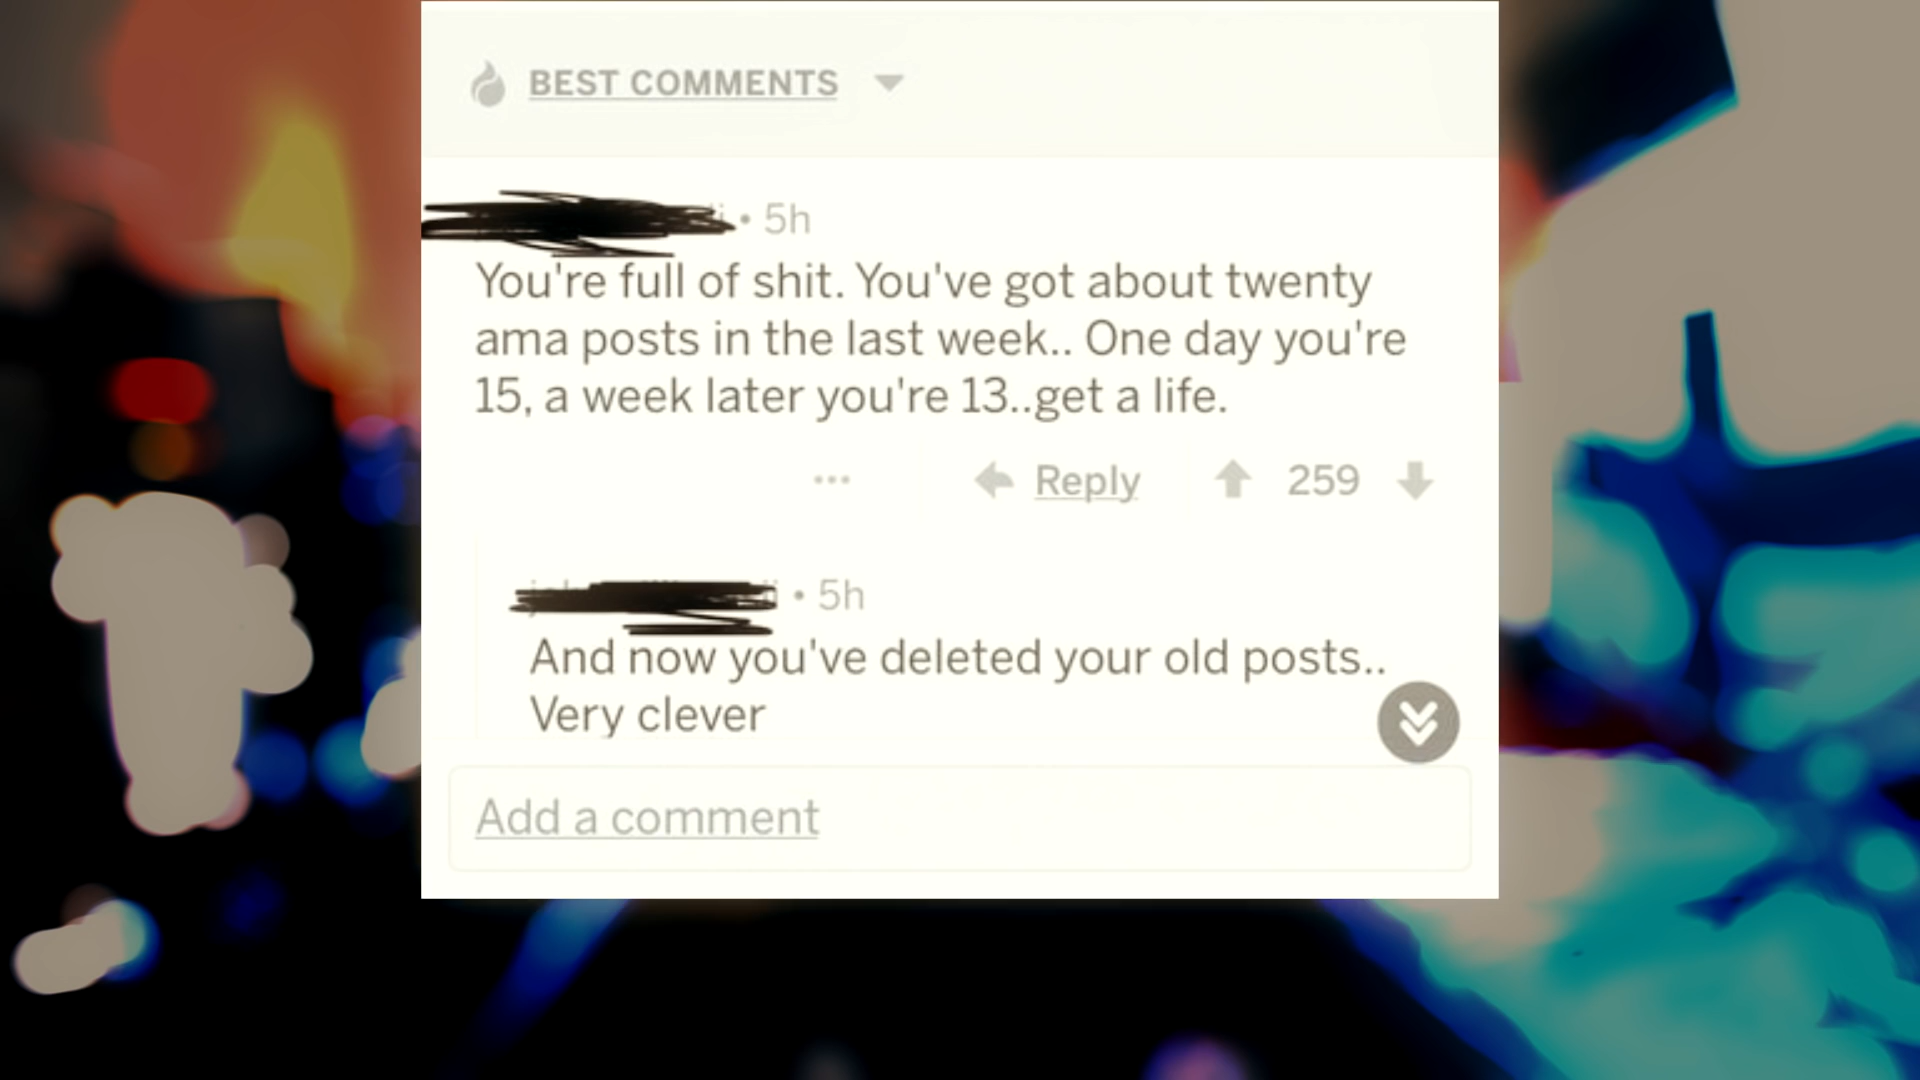 BEST COMMENTS
• 5h
You're full of shit. You've got about twenty
ama posts in the last week.. One day you're
15, a week later you're 13..get a life.
... Reply 259
• 5h
And now you've deleted your old posts..
Very clever
Add a comment